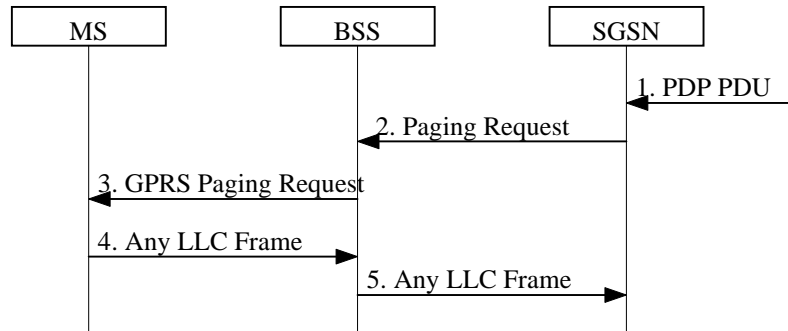 MS
BSS
SGSN
1. PDP PDU
2. Paging Request
3. GPRS Paging Request
4. Any LLC Frame
5. Any LLC Frame